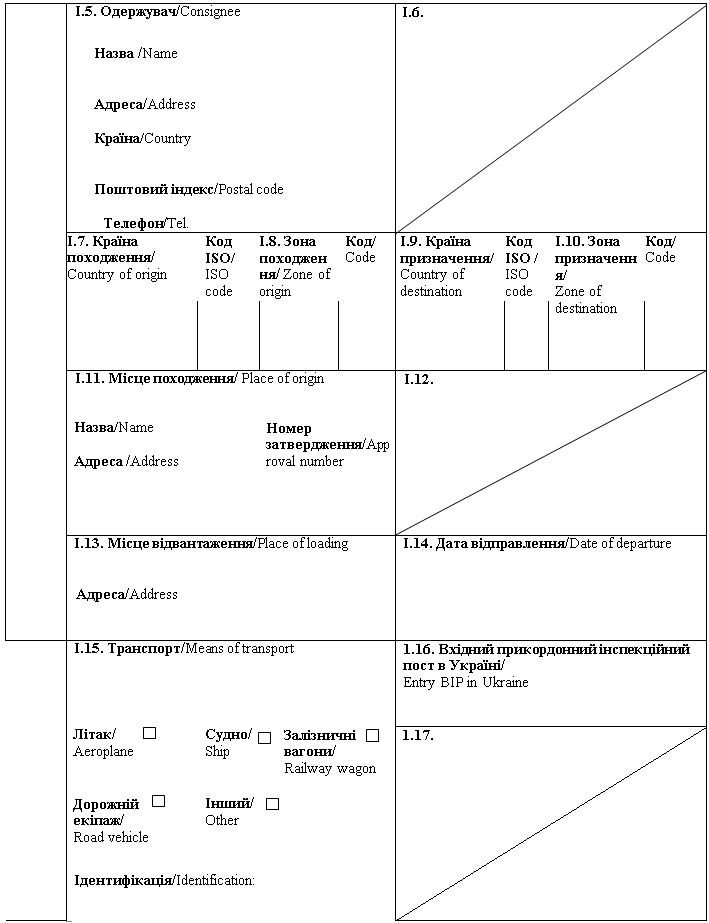 I.5. Одержувач/Consignee
I.6.
Назва /Name
Адреса/Address
Країна/Country
Поштовий індекс/Postal code
Телефон/Tel.
I.7. Країна
походження/
Country of origin
Код
ISO/
ISO
code
I.8. Зона
походжен
ня/ Zone of
origin
Код/
Code
I.9. Країна
призначення/
Country of
destination
Код
ISO /
ISO
code
I.10. Зона
призначенн
я/
Zone of
destination
Код/
Code
I.11. Місце походження/ Place of origin
I.12.
Назва/Name
Адреса /Address
Номер
затвердження/App
roval number
I.13. Місце відвантаження/Place of loading
I.14. Дата відправлення/Date of departure
Адреса/Address
I.15. Транспорт/Means of transport
1.16. Вхідний прикордонний інспекційний
пост в Україні/
Entry BIP in Ukraine
Літак/
Aeroplane
Судно/
Ship
Залізничні
вагони/
Railway wagon
1.17.
Дорожній
екіпаж/
Road vehicle
Інший/
Other
Ідентифікація/Identification: